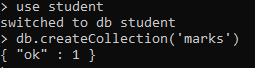 > use student
switched to db student
> db.createCollection('marks')
{ "ok" : 1 }